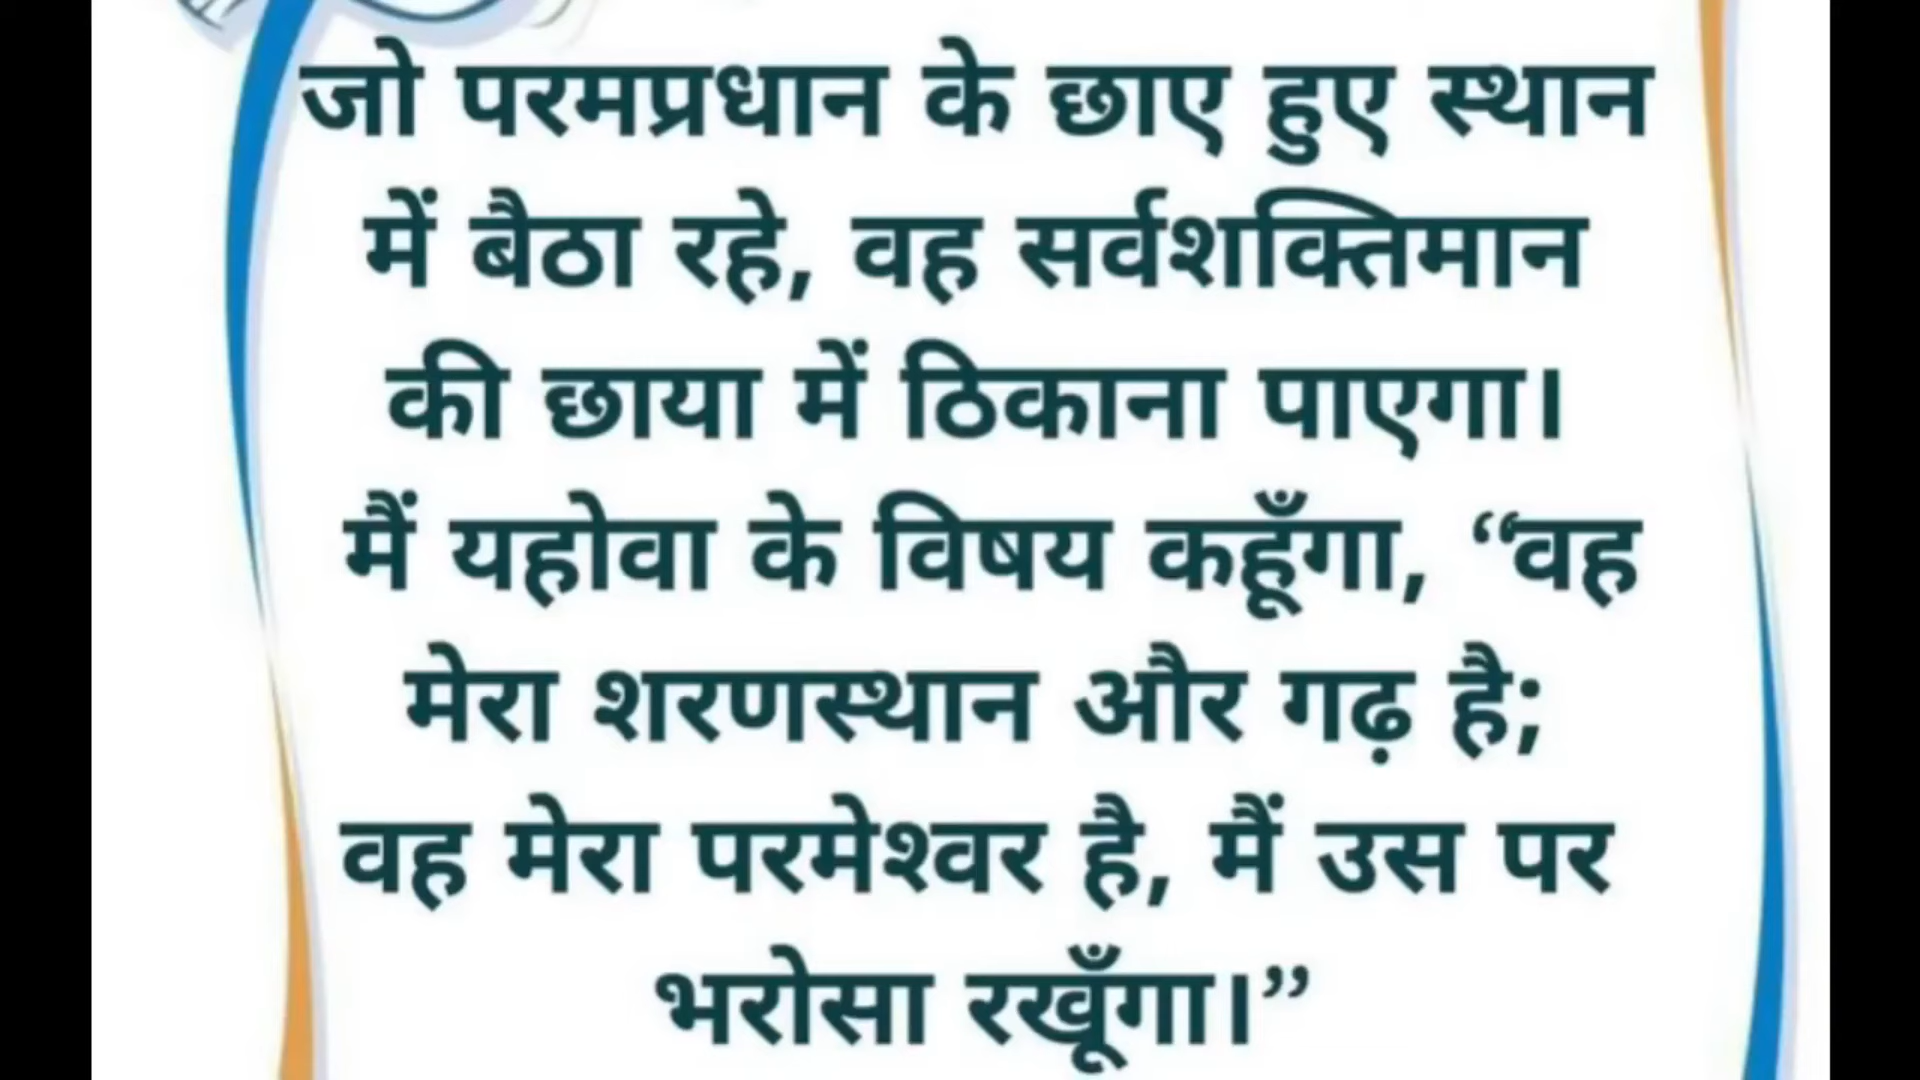 जो परमप्रधान के छाए हुए स्थान
में बैठा रहे, वह सर्वशक्तिमान
की छाया में ठिकाना पाएगा।
मैं यहोवा के विषय कहूँगा, “वह
मेरा शरणस्थान और गढ़ है;
वह मेरा परमेश्वर है, मैं उस पर
भरोसा रखूँगा।”